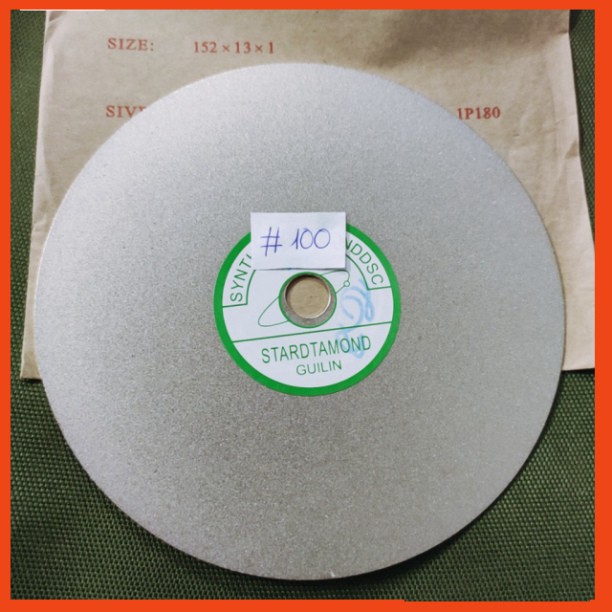 SIZE: 152 × 13 × 1
1P180
# 100
STARDTAMOND
GUILIN